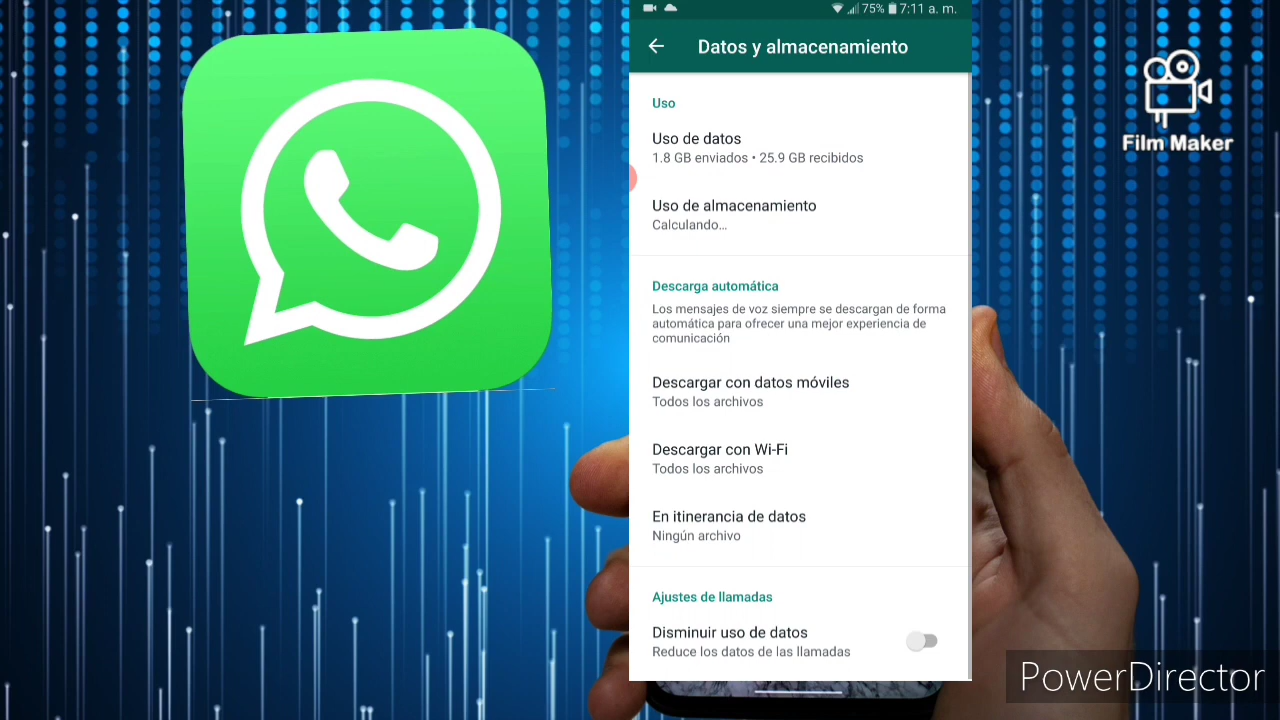 75% 7:11 a. m.
Datos y almacenamiento
Uso
Uso de datos
1.8 GB enviados • 25.9 GB recibidos
Uso de almacenamiento
Calculando…
Descarga automática
Los mensajes de voz siempre se descargan de forma
automática para ofrecer una mejor experiencia de
comunicación
Descargar con datos móviles
Todos los archivos
Descargar con Wi-Fi
Todos los archivos
En itinerancia de datos
Ningún archivo
Ajustes de llamadas
Disminuir uso de datos
Reduce los datos de las llamadas
Film Maker
PowerDirector